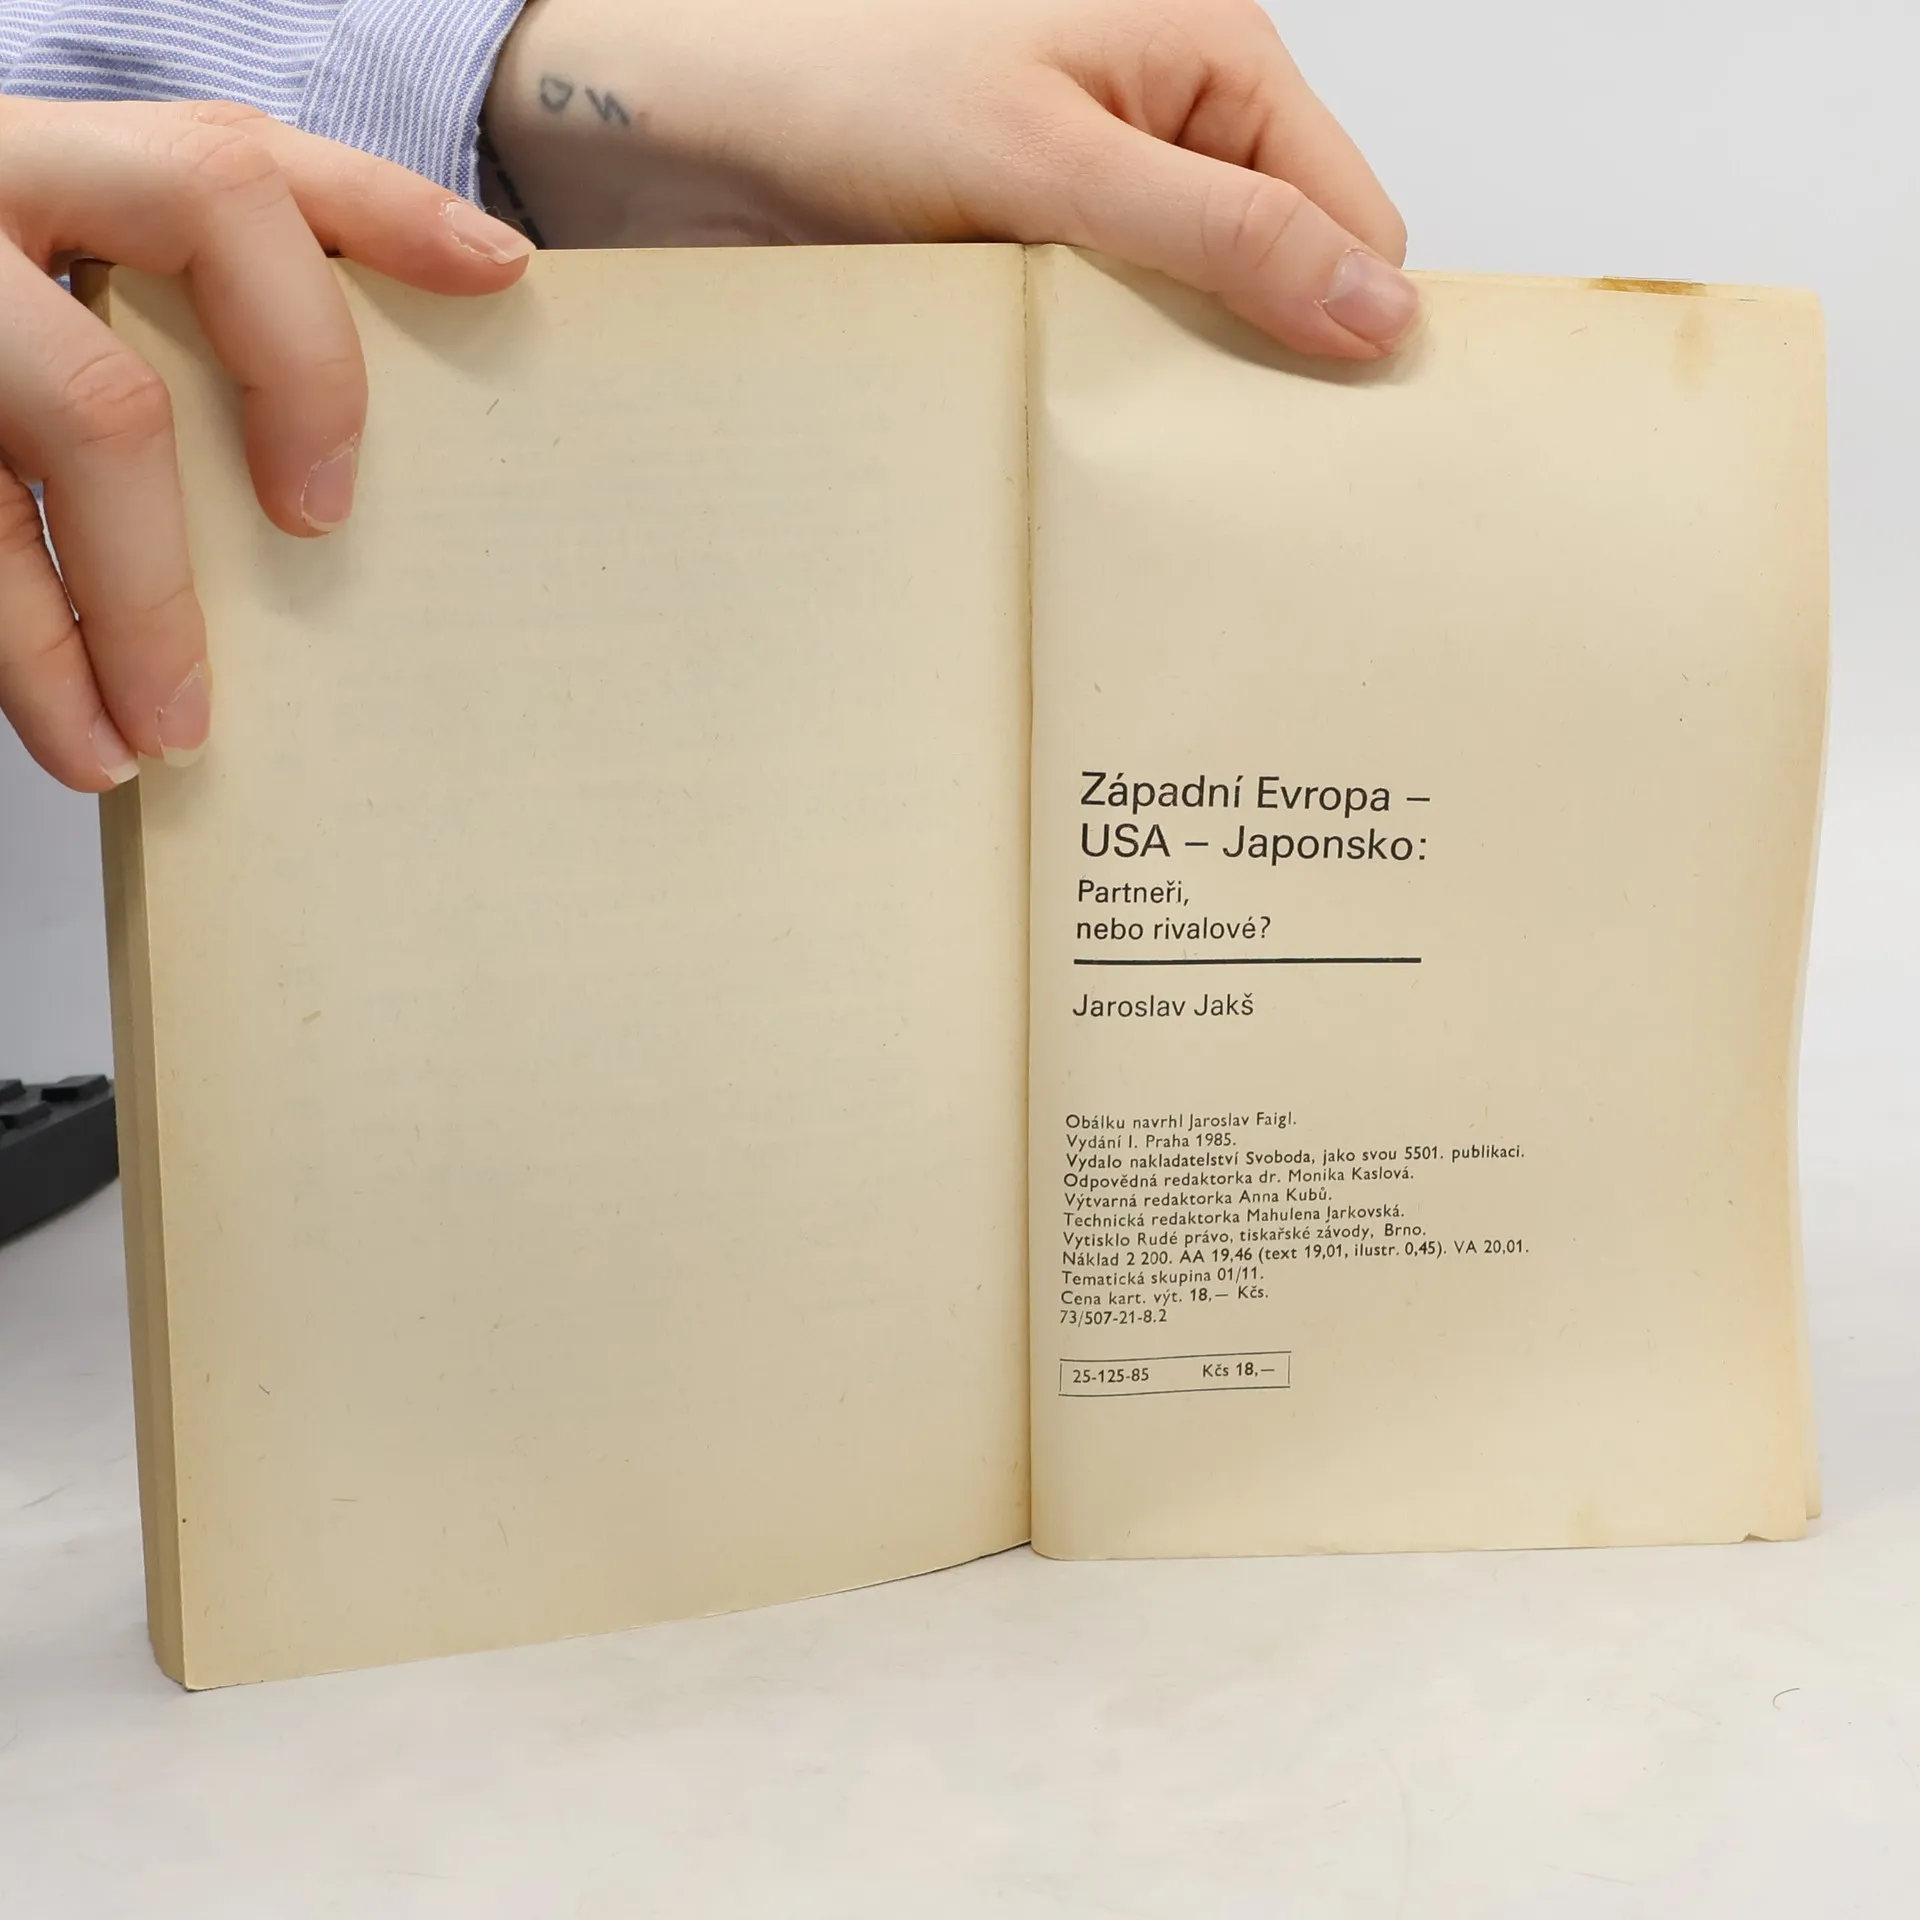 Západní Evropa –
USA – Japonsko:
Partneři,
nebo rivalové?
Jaroslav Jakš
Obálku navrhl Jaroslav Faigl.
Vydání I. Praha 1985.
Vydalo nakladatelství Svoboda, jako svou 5501. publikaci.
Odpovědná redaktorka dr. Monika Kaslová.
Výtvarná redaktorka Anna Kubů.
Technická redaktorka Mahulena Jarkovská.
Vytisklo Rudé právo, tiskařské závody, Brno.
Náklad 2 200. AA 19,46 (text 19,01, ilustr. 0,45). VA 20,01.
Tematická skupina 01/11.
Cena kart. výt. 18,— Kčs.
73/507-21-8.2
25-125-85 Kčs 18,—